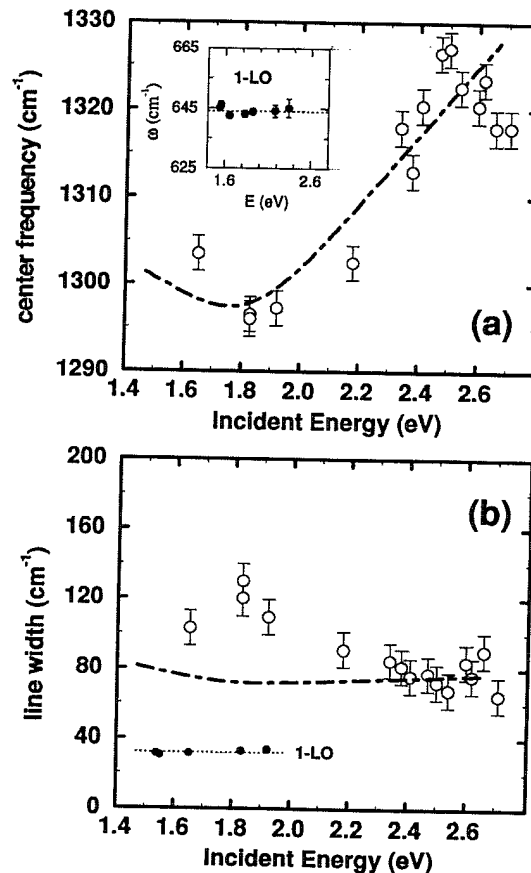 1330
1320
1310
1300
1290
center frequency (cm⁻¹)
665
645
625
ω (cm⁻¹)
1-LO
1.6
2.6
E (eV)
(a)
1.4 1.6 1.8 2.0 2.2 2.4 2.6
Incident Energy (eV)
200
160
120
80
40
0
line width (cm⁻¹)
(b)
1-LO
1.4 1.6 1.8 2.0 2.2 2.4 2.6
Incident Energy (eV)